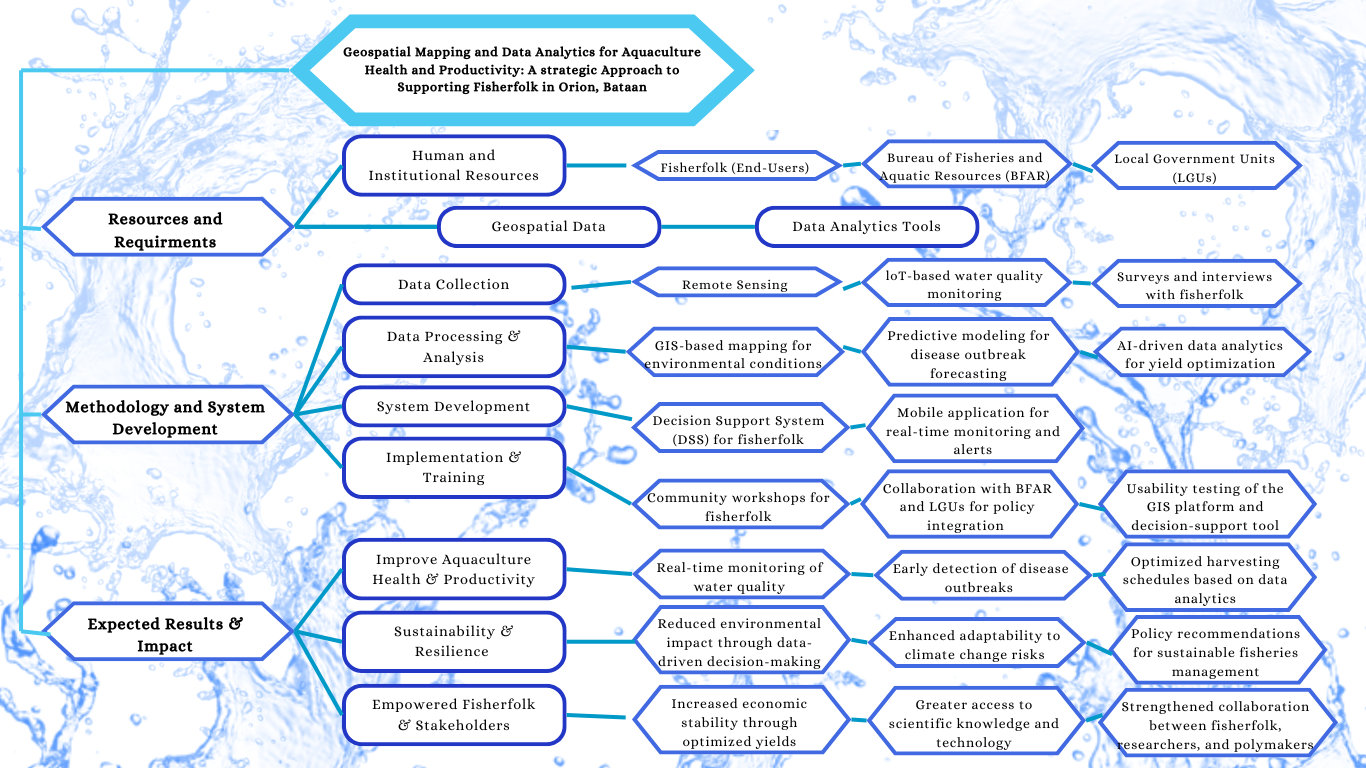 Geospatial Mapping and Data Analytics for Aquaculture
Health and Productivity: A strategic Approach to
Supporting Fisherfolk in Orion, Bataan
Resources and
Requirments
Human and
Institutional Resources
Fisherfolk (End-Users)
Bureau of Fisheries and
Aquatic Resources (BFAR)
Local Government Units
(LGUs)
Geospatial Data
Data Analytics Tools
Methodology and System
Development
Data Collection
Remote Sensing
loT-based water quality
monitoring
Surveys and interviews
with fisherfolk
Data Processing &
Analysis
GIS-based mapping for
environmental conditions
Predictive modeling for
disease outbreak
forecasting
AI-driven data analytics
for yield optimization
System Development
Decision Support System
(DSS) for fisherfolk
Mobile application for
real-time monitoring and
alerts
Implementation &
Training
Community workshops for
fisherfolk
Collaboration with BFAR
and LGUs for policy
integration
Usability testing of the
GIS platform and
decision-support tool
Expected Results &
Impact
Improve Aquaculture
Health & Productivity
Real-time monitoring of
water quality
Early detection of disease
outbreaks
Optimized harvesting
schedules based on data
analytics
Sustainability &
Resilience
Reduced environmental
impact through data-
driven decision-making
Enhanced adaptability to
climate change risks
Policy recommendations
for sustainable fisheries
management
Empowered Fisherfolk
& Stakeholders
Increased economic
stability through
optimized yields
Greater access to
scientific knowledge and
technology
Strengthened collaboration
between fisherfolk,
researchers, and polymakers